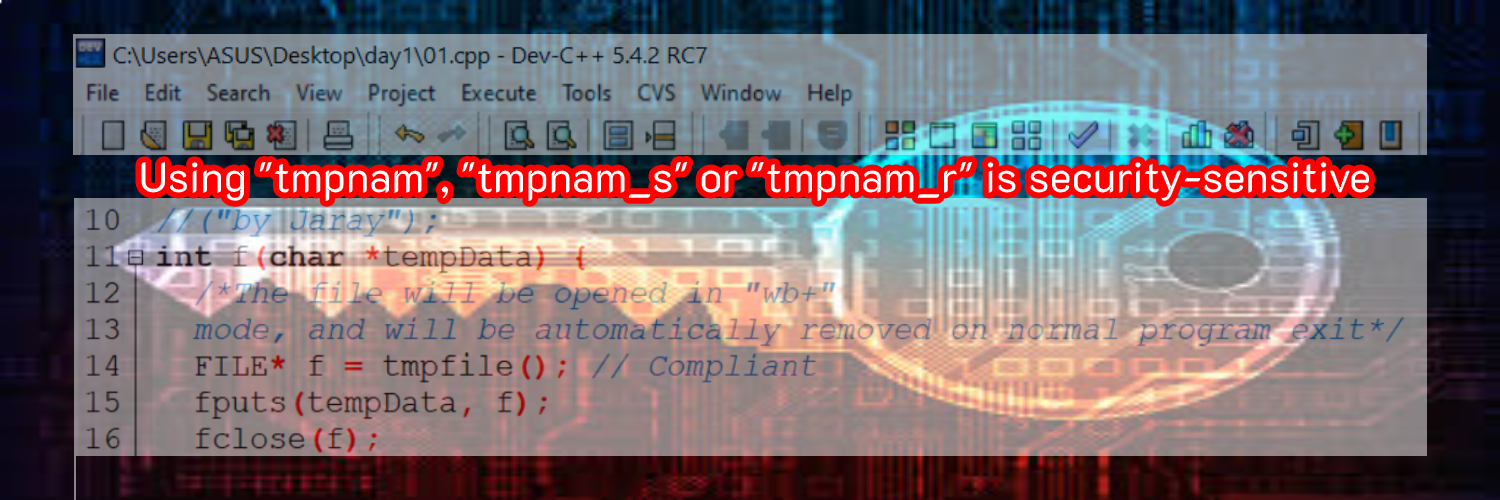 DEV
C:\Users\ASUS\Desktop\day1\01.cpp - Dev-C++ 5.4.2 RC7
File Edit Search View Project Execute Tools CVS Window Help
Using "tmpnam", "tmpnam_s" or "tmpnam_r" is security-sensitive
10 //("by Jaray");
11 int f(char *tempData) {
12 /*The file will be opened in "wb+"
13 mode, and will be automatically removed on normal program exit*/
14 FILE* f = tmpfile(); // Compliant
15 fputs(tempData, f);
16 fclose(f);